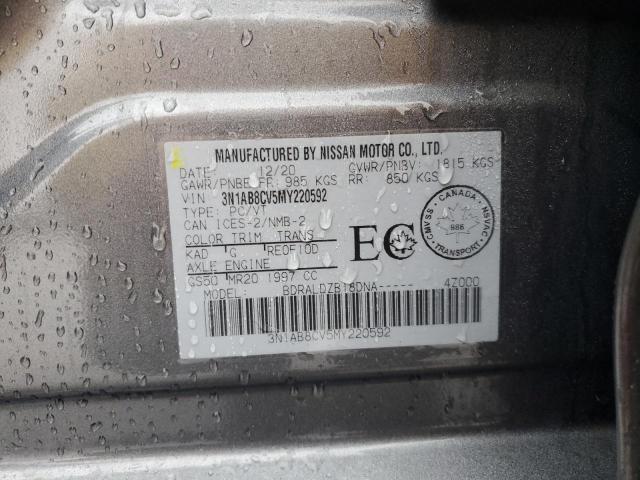 MANUFACTURED BY NISSAN MOTOR CO., LTD.
DATE: 12/20 GVWR/PNBV: 1815 KGS
GAWR/PNBE FR: 985 KGS RR: 850 KGS
VIN : 3N1AB8CV5MY220592
TYPE: PC/VT
CAN ICES-2/NMB-2
COLOR TRIM TRANS
KAD G RE0F10D
AXLE ENGINE
GS50 MR20 1997 CC
MODEL: BDRALDZB18DNA----- 4Z000
3N1AB8CV5MY220592
EC
CANADA
CMVSS NSVAC
TRANSPORT